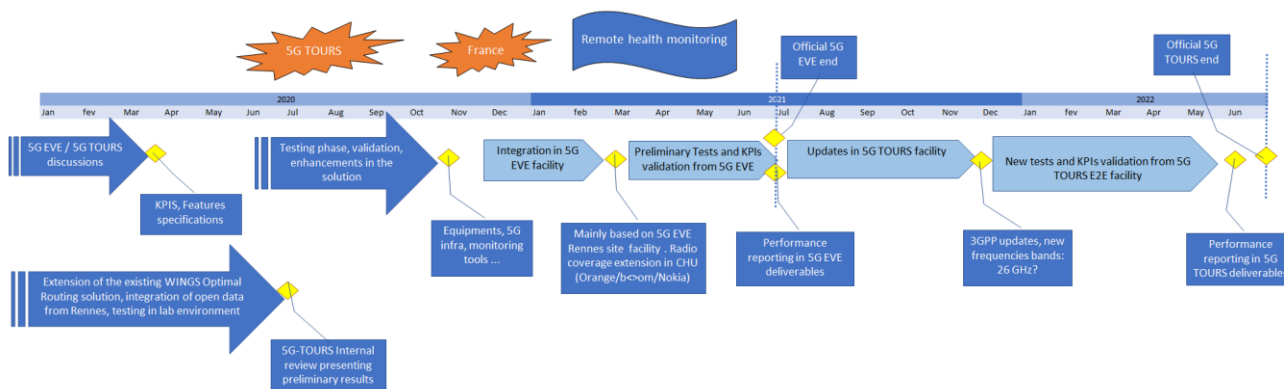 5G TOURS
France
Remote health monitoring
Official 5G
EVE end
Official 5G
TOURS end
2020
2021
2022
Jan fev Mar Apr May Jun Jul Aug Sep Oct Nov Dec Jan feb Mar Apr May Jun Jul Aug Sep Oct Nov Dec Jan fev Mar Apr May Jun
5G EVE / 5G TOURS
discussions
Testing phase, validation,
enhancements in the
solution
Integration in 5G
EVE facility
Preliminary Tests and KPIs
validation from 5G EVE
Updates in 5G TOURS facility
New tests and KPIs validation from 5G
TOURS E2E facility
KPIS, Features
specifications
Equipments, 5G
infra, monitoring
tools ...
Mainly based on 5G EVE
Rennes site facility . Radio
coverage extension in CHU
(Orange/b<>om/Nokia)
Performance
reporting in 5G EVE
deliverables
3GPP updates, new
frequencies bands:
26 GHz?
Performance
reporting in 5G
TOURS deliverables
Extension of the existing WINGS Optimal
Routing solution, integration of open data
from Rennes, testing in lab environment
5G-TOURS Internal
review presenting
preliminary results